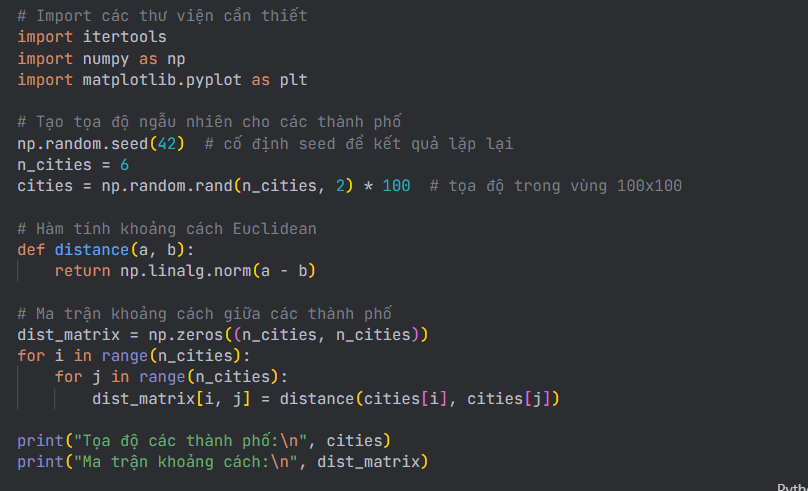 # Import các thư viện cần thiết
import itertools
import numpy as np
import matplotlib.pyplot as plt
# Tạo tọa độ ngẫu nhiên cho các thành phố
np.random.seed(42)  # cố định seed để kết quả lặp lại
n_cities = 6
cities = np.random.rand(n_cities, 2) * 100  # tọa độ trong vùng 100x100
# Hàm tính khoảng cách Euclidean
def distance(a, b):
    return np.linalg.norm(a - b)
# Ma trận khoảng cách giữa các thành phố
dist_matrix = np.zeros((n_cities, n_cities))
for i in range(n_cities):
    for j in range(n_cities):
        dist_matrix[i, j] = distance(cities[i], cities[j])
print("Tọa độ các thành phố:\n", cities)
print("Ma trận khoảng cách:\n", dist_matrix)